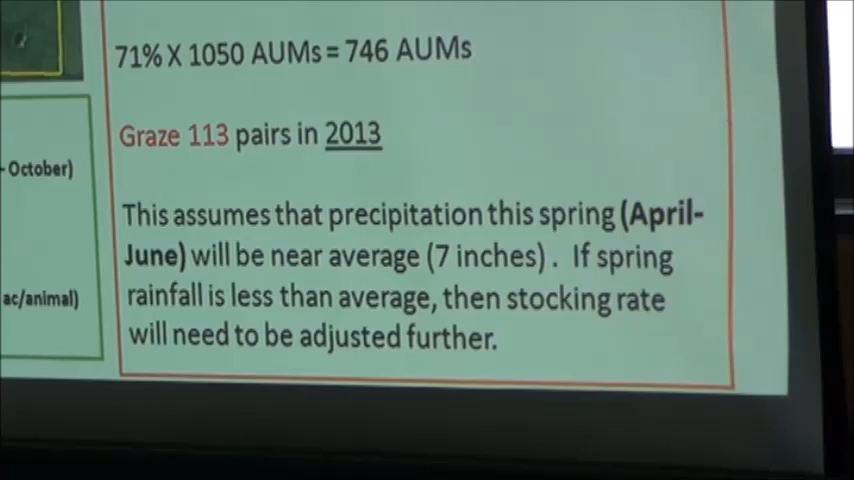 71% X 1050 AUMs = 746 AUMs
Graze 113 pairs in 2013
This assumes that precipitation this spring (April-
June) will be near average (7 inches) . If spring
rainfall is less than average, then stocking rate
will need to be adjusted further.
- October)
ac/animal)